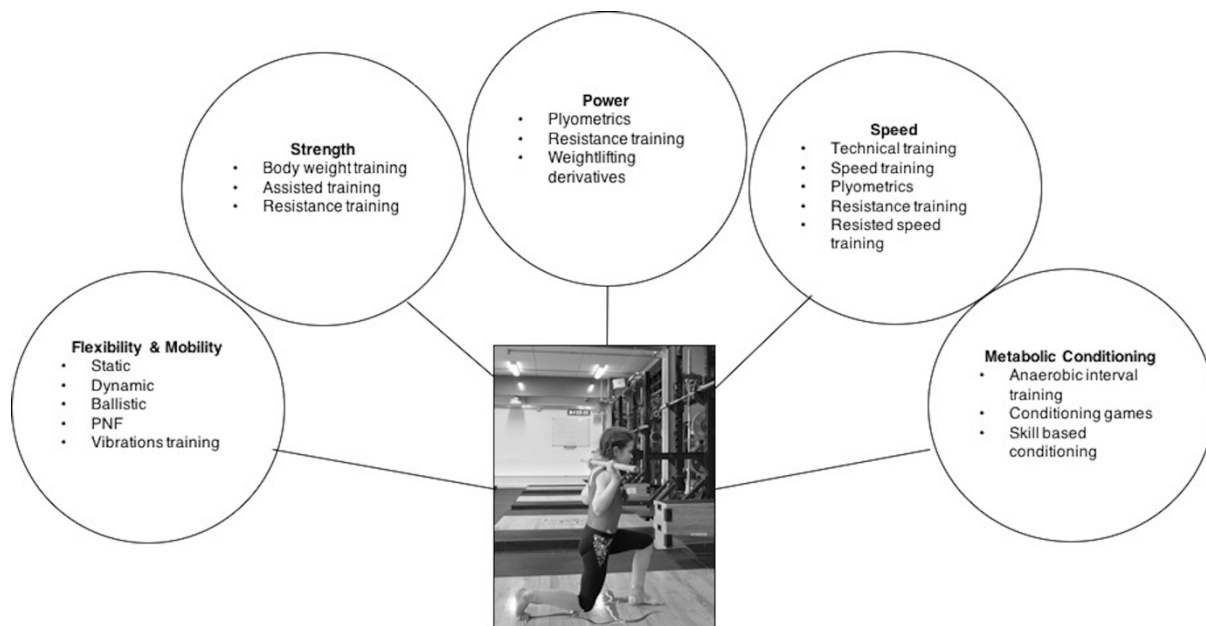 Flexibility & Mobility
• Static
• Dynamic
• Ballistic
• PNF
• Vibrations training
Strength
• Body weight training
• Assisted training
• Resistance training
Power
• Plyometrics
• Resistance training
• Weightlifting
derivatives
Speed
• Technical training
• Speed training
• Plyometrics
• Resistance training
• Resisted speed
training
Metabolic Conditioning
• Anaerobic interval
training
• Conditioning games
• Skill based
conditioning